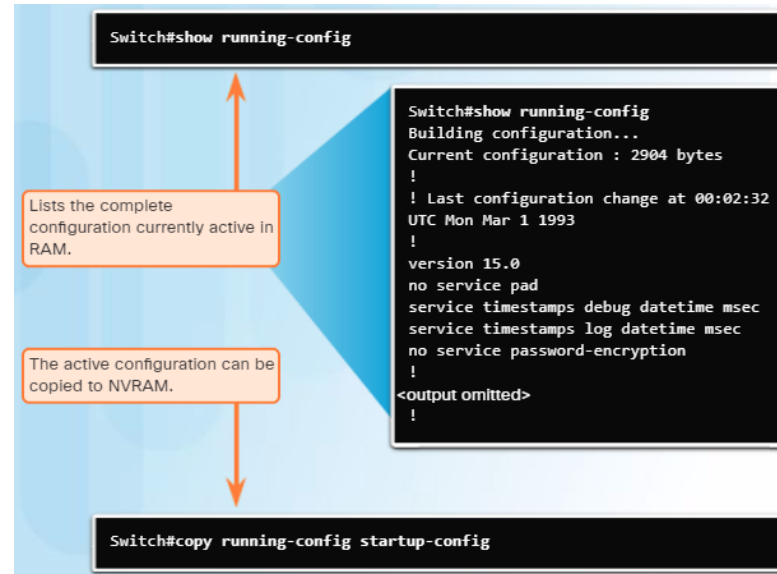 Switch#show running-config
Lists the complete
configuration currently active in
RAM.
Switch#show running-config
Building configuration...
Current configuration : 2904 bytes
!
! Last configuration change at 00:02:32
UTC Mon Mar 1 1993
!
version 15.0
no service pad
service timestamps debug datetime msec
service timestamps log datetime msec
no service password-encryption
!
<output omitted>
!
The active configuration can be
copied to NVRAM.
Switch#copy running-config startup-config